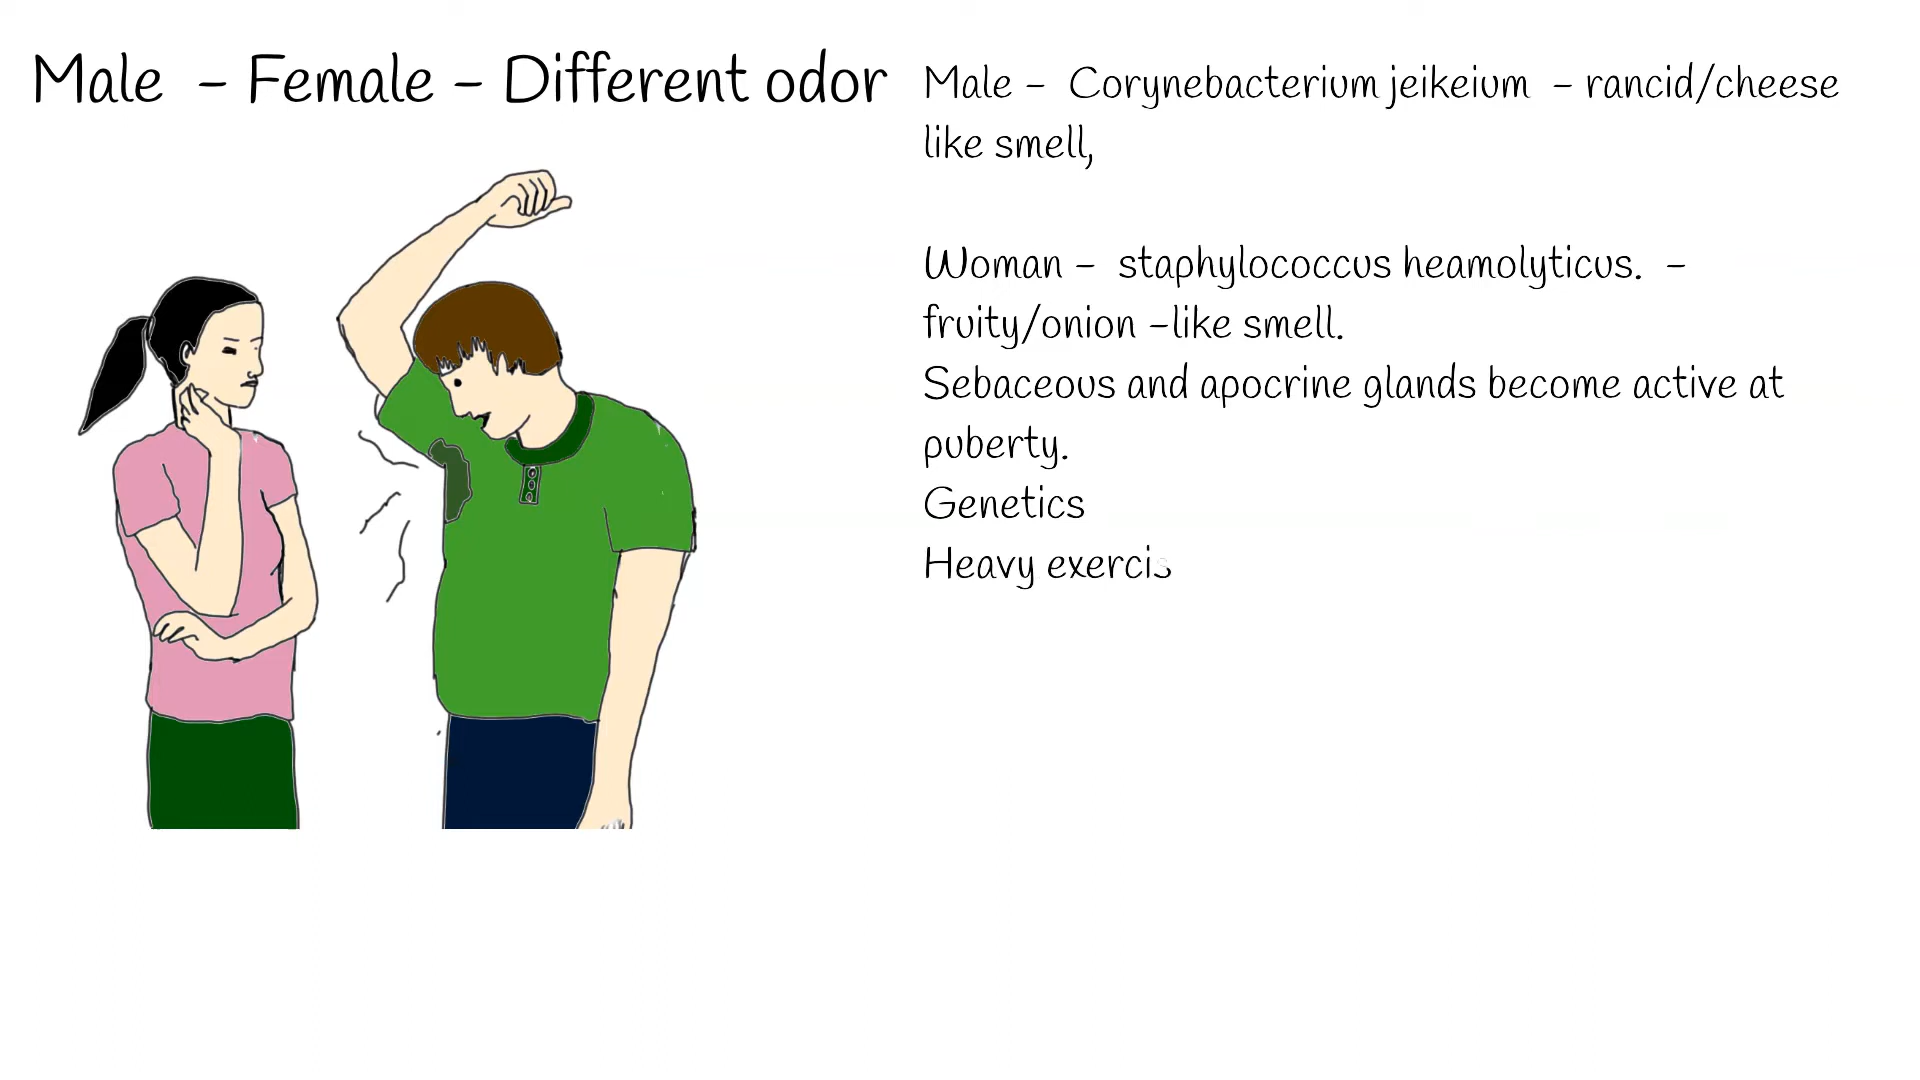 Male - Female - Different odor
Male - Corynebacterium jeikeium - rancid/cheese
like smell,
Woman - staphylococcus heamolyticus. -
fruity/onion -like smell.
Sebaceous and apocrine glands become active at
puberty.
Genetics
Heavy exercis